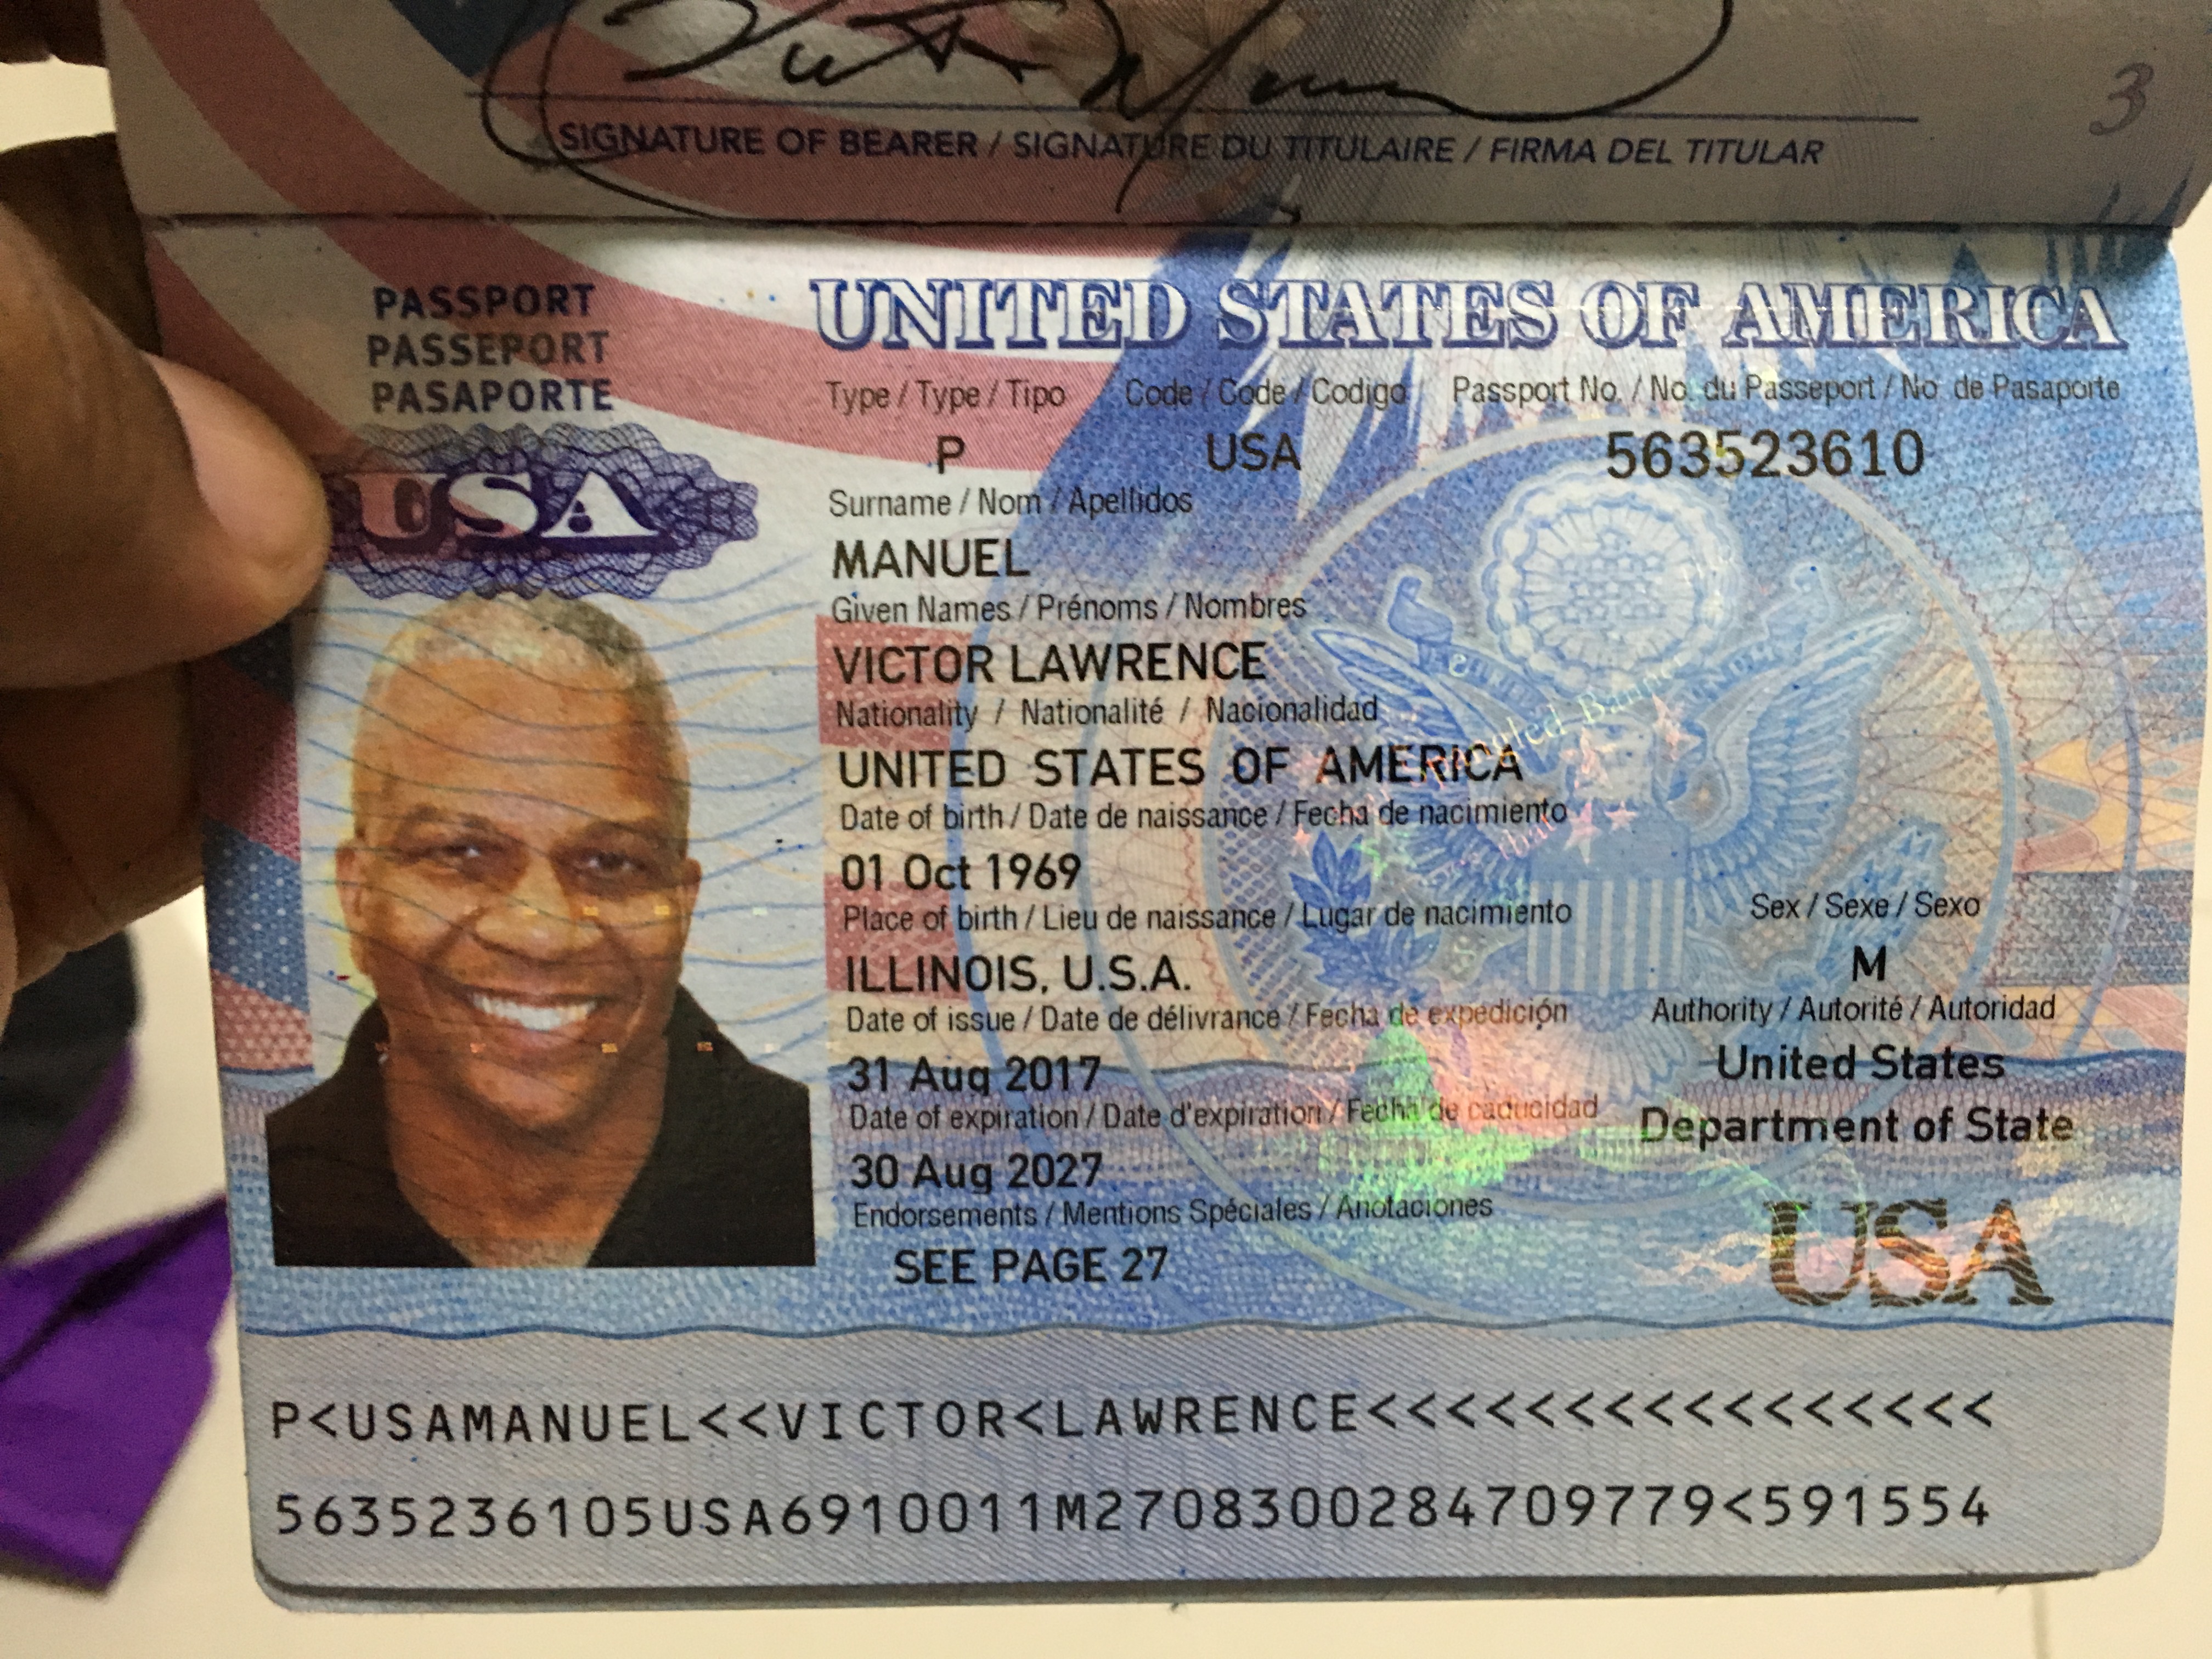 SIGNATURE OF BEARER / SIGNATURE DU TITULAIRE / FIRMA DEL TITULAR
3
PASSPORT
PASSEPORT
PASAPORTE
USA
UNITED STATES OF AMERICA
Type / Type / Tipo Code / Code / Codigo Passport No. / No. du Passeport / No. de Pasaporte
P USA 563523610
Surname / Nom / Apellidos
MANUEL
Given Names / Prénoms / Nombres
VICTOR LAWRENCE
Nationality / Nationalité / Nacionalidad
UNITED STATES OF AMERICA
Date of birth / Date de naissance / Fecha de nacimiento
01 Oct 1969
Place of birth / Lieu de naissance / Lugar de nacimiento
Sex / Sexe / Sexo
ILLINOIS, U.S.A.
M
Date of issue / Date de délivrance / Fecha de expedición
Authority / Autorité / Autoridad
31 Aug 2017
United States
Date of expiration / Date d'expiration / Fecha de caducidad
Department of State
30 Aug 2027
Endorsements / Mentions Spéciales / Anotaciones
SEE PAGE 27
USA
P<USAMANUEL<<VICTOR<LAWRENCE<<<<<<<<<<<<<<<<
5635236105USA6910011M2708300284709779<591554